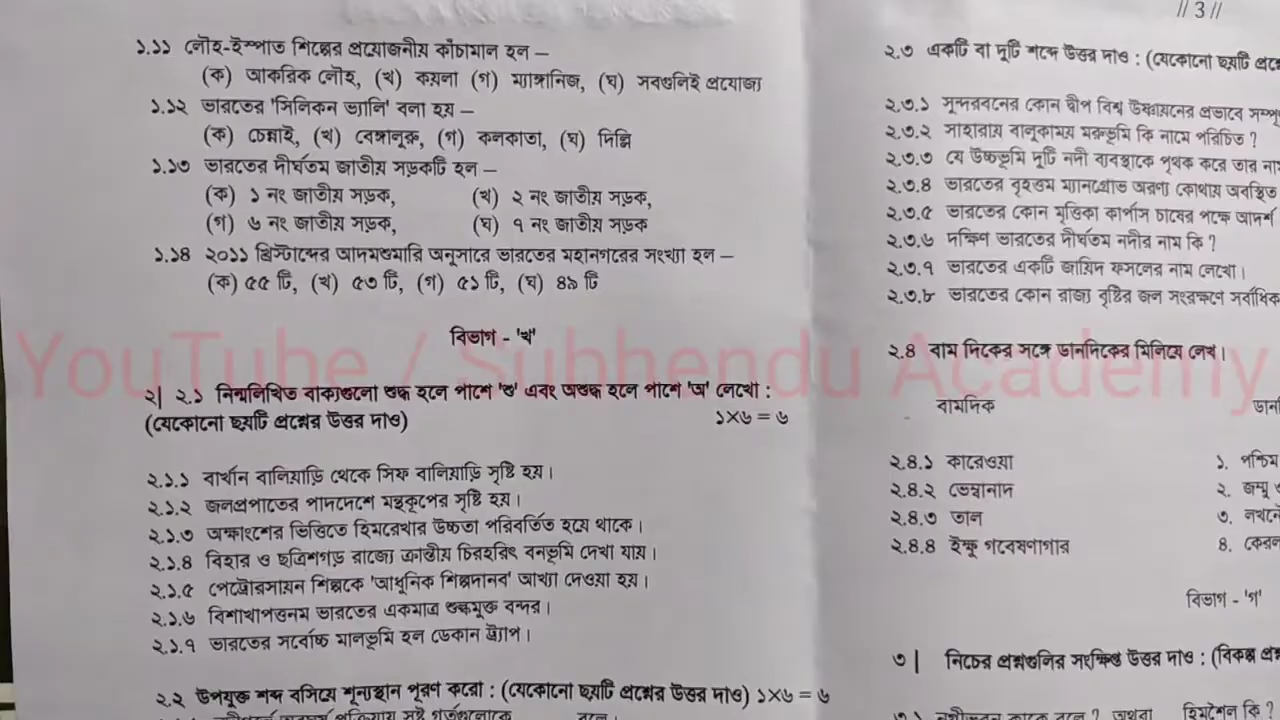 // 3 //
১.১১ লৌহ-ইস্পাত শিল্পের প্রয়োজনীয় কাঁচামাল হল –
(ক) আকরিক লৌহ, (খ) কয়লা (গ) ম্যাঙ্গানিজ, (ঘ) সবগুলিই প্রযোজ্য
১.১২ ভারতের 'সিলিকন ভ্যালি' বলা হয় –
(ক) চেন্নাই, (খ) বেঙ্গালুরু, (গ) কলকাতা, (ঘ) দিল্লি
১.১৩ ভারতের দীর্ঘতম জাতীয় সড়কটি হল –
(ক) ১ নং জাতীয় সড়ক, (খ) ২ নং জাতীয় সড়ক,
(গ) ৬ নং জাতীয় সড়ক, (ঘ) ৭ নং জাতীয় সড়ক
১.১৪ ২০১১ খ্রিস্টাব্দের আদমশুমারি অনুসারে ভারতের মহানগরের সংখ্যা হল –
(ক) ৫৫ টি, (খ) ৫৩ টি, (গ) ৫১ টি, (ঘ) ৪৯ টি
বিভাগ - 'খ'
YouTube / Subhendu Academy
২| ২.১ নিম্নলিখিত বাক্যগুলো শুদ্ধ হলে পাশে 'শু' এবং অশুদ্ধ হলে পাশে 'অ' লেখো :
(যেকোনো ছয়টি প্রশ্নের উত্তর দাও) ১X৬ = ৬
২.১.১ বার্খান বালিয়াড়ি থেকে সিফ বালিয়াড়ি সৃষ্টি হয়।
২.১.২ জলপ্রপাতের পাদদেশে মন্থকূপের সৃষ্টি হয়।
২.১.৩ অক্ষাংশের ভিত্তিতে হিমরেখার উচ্চতা পরিবর্তিত হয়ে থাকে।
২.১.৪ বিহার ও ছত্রিশগড় রাজ্যে ক্রান্তীয় চিরহরিৎ বনভূমি দেখা যায়।
২.১.৫ পেট্রোরসায়ন শিল্পকে 'আধুনিক শিল্পদানব' আখ্যা দেওয়া হয়।
২.১.৬ বিশাখাপত্তনম ভারতের একমাত্র শুল্কমুক্ত বন্দর।
২.১.৭ ভারতের সর্বোচ্চ মালভূমি হল ডেকান ট্র্যাপ।
২.২ উপযুক্ত শব্দ বসিয়ে শূন্যস্থান পূরণ করো : (যেকোনো ছয়টি প্রশ্নের উত্তর দাও) ১X৬ = ৬
২.৩ একটি বা দুটি শব্দে উত্তর দাও : (যেকোনো ছয়টি
২.৩.১ সুন্দরবনের কোন দ্বীপ বিশ্ব উষ্ণায়নের প্রভাবে
২.৩.২ সাহারায় বালুকাময় মরুভূমি কি নামে পরিচিত ?
২.৩.৩ যে উচ্চভূমি দুটি নদী ব্যবস্থাকে পৃথক করে তার
২.৩.৪ ভারতের বৃহত্তম ম্যানগ্রোভ অরণ্য কোথায় অবস্থিত
২.৩.৫ ভারতের কোন মৃত্তিকা কার্পাস চাষের পক্ষে আদর্শ
২.৩.৬ দক্ষিণ ভারতের দীর্ঘতম নদীর নাম কি ?
২.৩.৭ ভারতের একটি জায়িদ ফসলের নাম লেখো।
২.৩.৮ ভারতের কোন রাজ্য বৃষ্টির জল সংরক্ষণে সর্বাধিক
২.৪ বাম দিকের সঙ্গে ডানদিকের মিলিয়ে লেখ।
বামদিক
২.৪.১ কারেওয়া ১. পশ্চিম
২.৪.২ ভেম্বানাদ ২. জম্মু
২.৪.৩ তাল ৩.
২.৪.৪ ইক্ষু গবেষণাগার ৪.
বিভাগ - 'গ'
৩ | নিচের প্রশ্নগুলির সংক্ষিপ্ত উত্তর দাও : (বিকল্প